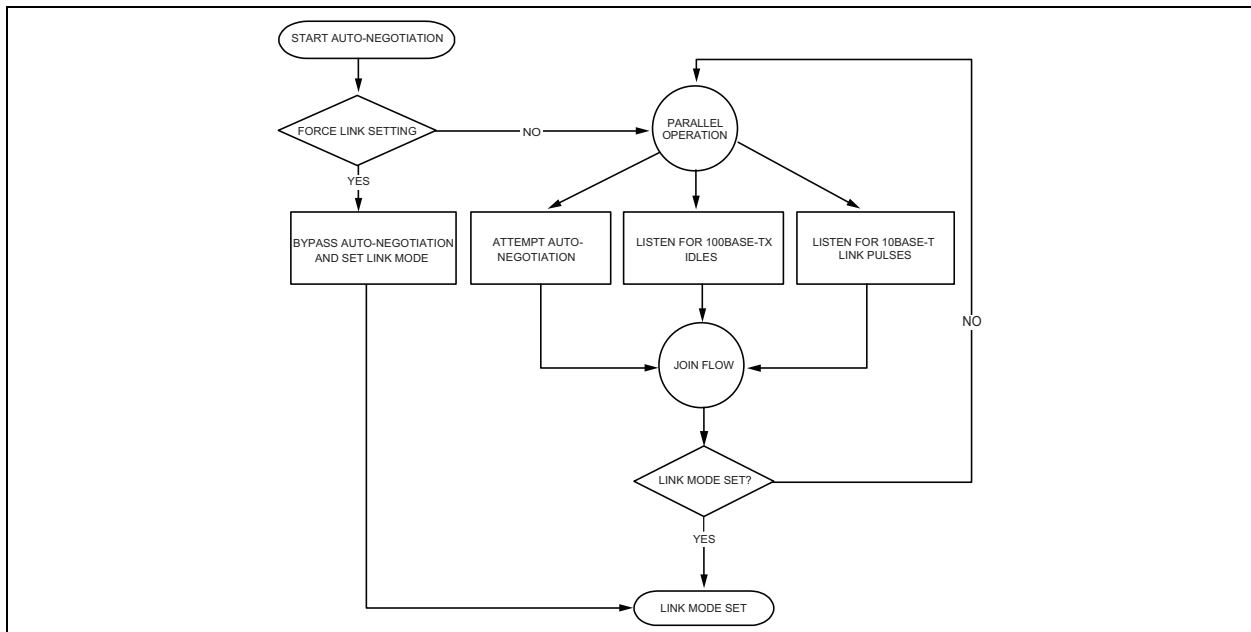 START AUTO-NEGOTIATION
FORCE LINK SETTING
NO
PARALLEL
OPERATION
YES
BYPASS AUTO-NEGOTIATION
AND SET LINK MODE
ATTEMPT AUTO-
NEGOTIATION
LISTEN FOR 100BASE-TX
IDLES
LISTEN FOR 10BASE-T
LINK PULSES
NO
JOIN FLOW
LINK MODE SET?
YES
LINK MODE SET